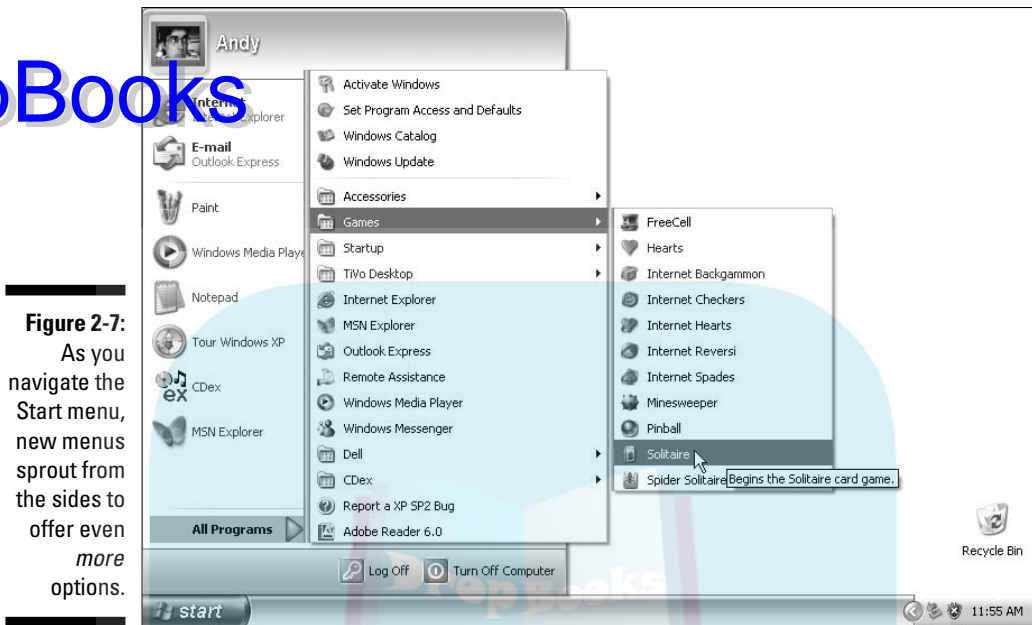 Andy
pBooks
Internet
Internet Explorer
E-mail
Outlook Express
Paint
Windows Media Playe
Notepad
Tour Windows XP
CDex
MSN Explorer
All Programs
Activate Windows
Set Program Access and Defaults
Windows Catalog
Windows Update
Accessories
Games
Startup
TiVo Desktop
Internet Explorer
MSN Explorer
Outlook Express
Remote Assistance
Windows Media Player
Windows Messenger
Dell
CDex
Report a XP SP2 Bug
Adobe Reader 6.0
FreeCell
Hearts
Internet Backgammon
Internet Checkers
Internet Hearts
Internet Reversi
Internet Spades
Minesweeper
Pinball
Solitaire
Spider Solitaire
Begins the Solitaire card game.
Recycle Bin
Log Off
Turn Off Computer
DropBooks
start
11:55 AM
Figure 2-7:
As you
navigate the
Start menu,
new menus
sprout from
the sides to
offer even
more
options.